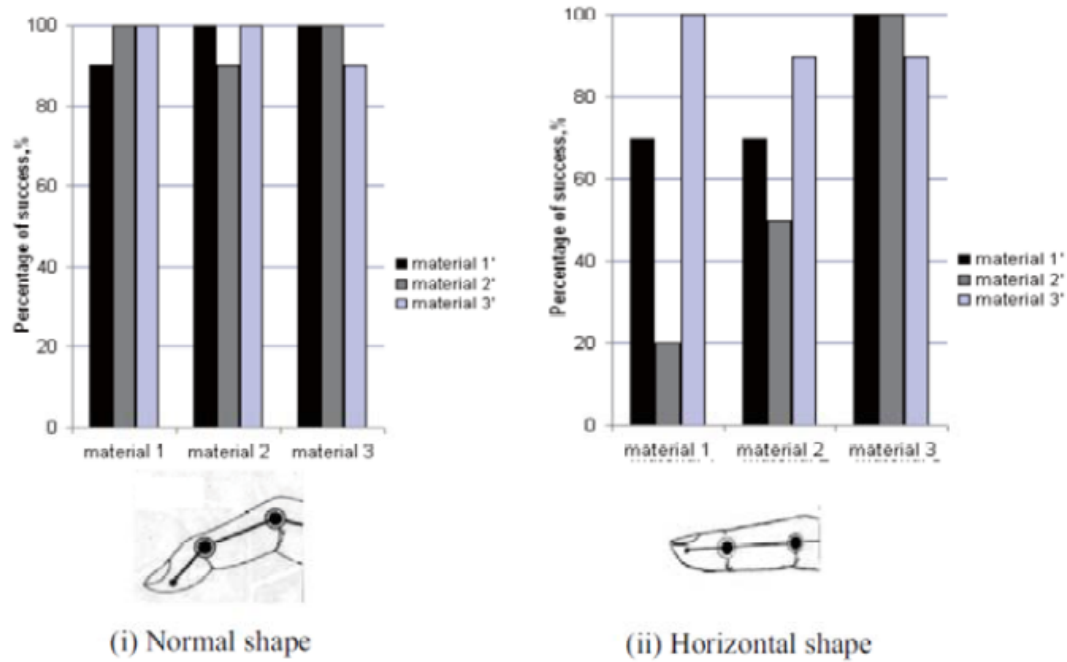 100
80
60
40
20
0
Percentage of success,%
material 1
material 2
material 3
material 1'
material 2'
material 3'
(i) Normal shape
100
80
60
40
20
0
Percentage of success,%
material 1
material 2
material 3
material 1'
material 2'
material 3'
(ii) Horizontal shape